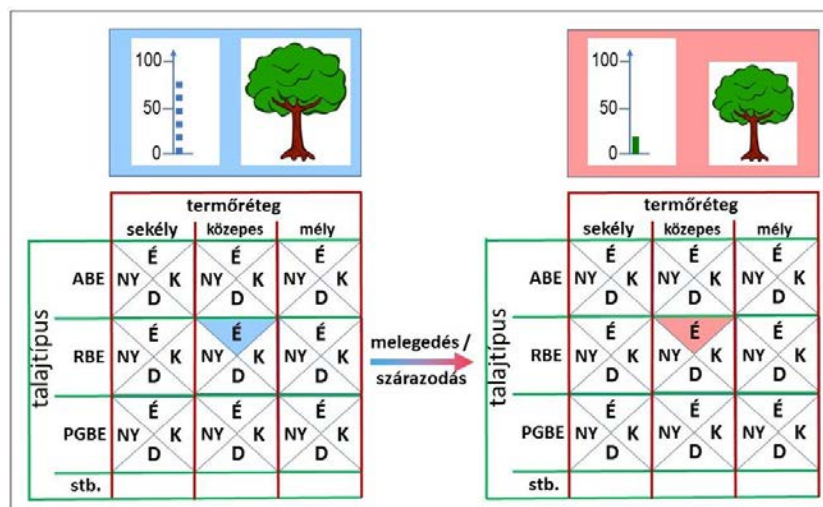 100
50
0
100
50
0
termőréteg
sekély közepes mély
talajtípus
ABE
É É É
NY K NY K NY K
D D D
RBE
É É É
NY K NY K NY K
D D D
PGBE
É É É
NY K NY K NY K
D D D
stb.
melegedés /
szárazodás
termőréteg
sekély közepes mély
talajtípus
ABE
É É É
NY K NY K NY K
D D D
RBE
É É É
NY K NY K NY K
D D D
PGBE
É É É
NY K NY K NY K
D D D
stb.